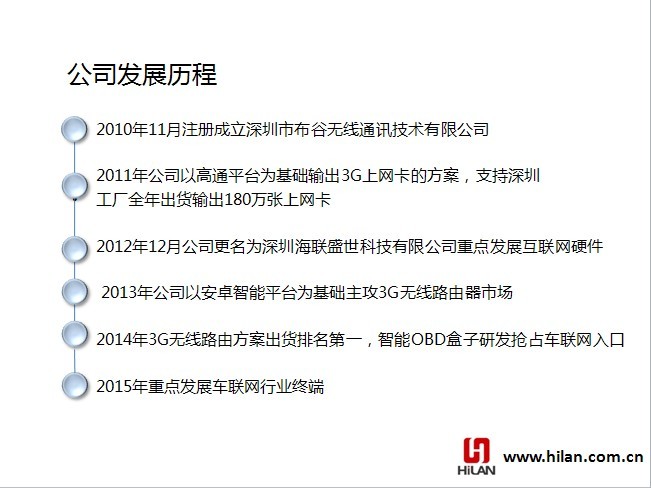 公司发展历程
2010年11月注册成立深圳市布谷无线通讯技术有限公司
2011年公司以高通平台为基础输出3G上网卡的方案，支持深圳
工厂全年出货输出180万张上网卡
2012年12月公司更名为深圳海联盛世科技有限公司重点发展互联网硬件
2013年公司以安卓智能平台为基础主攻3G无线路由器市场
2014年3G无线路由方案出货排名第一，智能OBD盒子研发抢占车联网入口
2015年重点发展车联网行业终端
HiLAN
www.hilan.com.cn